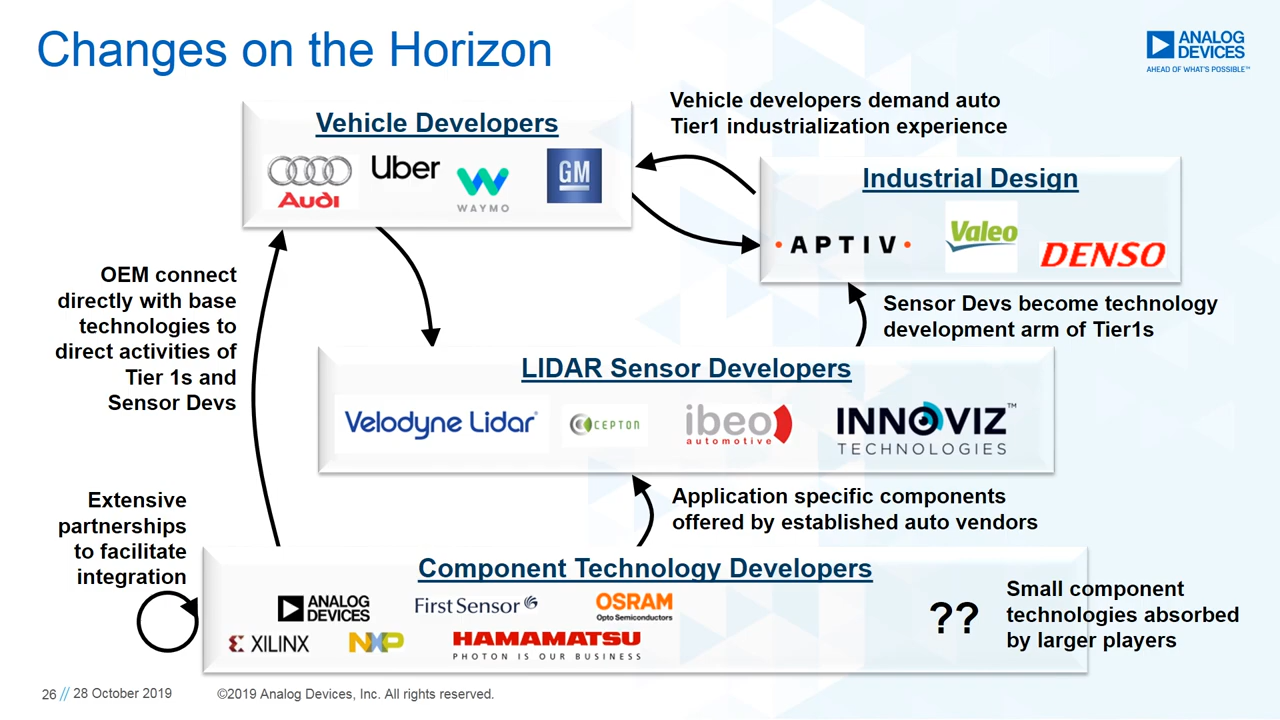 Changes on the Horizon
ANALOG
DEVICES
AHEAD OF WHAT'S POSSIBLE™
Vehicle developers demand auto
Tier1 industrialization experience
Vehicle Developers
Audi
Uber
WAYMO
GM
Industrial Design
• APTIV •
Valeo
DENSO
OEM connect
directly with base
technologies to
direct activities of
Tier 1s and
Sensor Devs
Sensor Devs become technology
development arm of Tier1s
LIDAR Sensor Developers
Velodyne Lidar®
CEPTON
ibeo
automotive
INNOVIZ™
TECHNOLOGIES
Extensive
partnerships
to facilitate
integration
Application specific components
offered by established auto vendors
Component Technology Developers
ANALOG
DEVICES
First Sensor
OSRAM
Opto Semiconductors
XILINX
NXP
HAMAMATSU
PHOTON IS OUR BUSINESS
??
Small component
technologies absorbed
by larger players
26 // 28 October 2019
©2019 Analog Devices, Inc. All rights reserved.